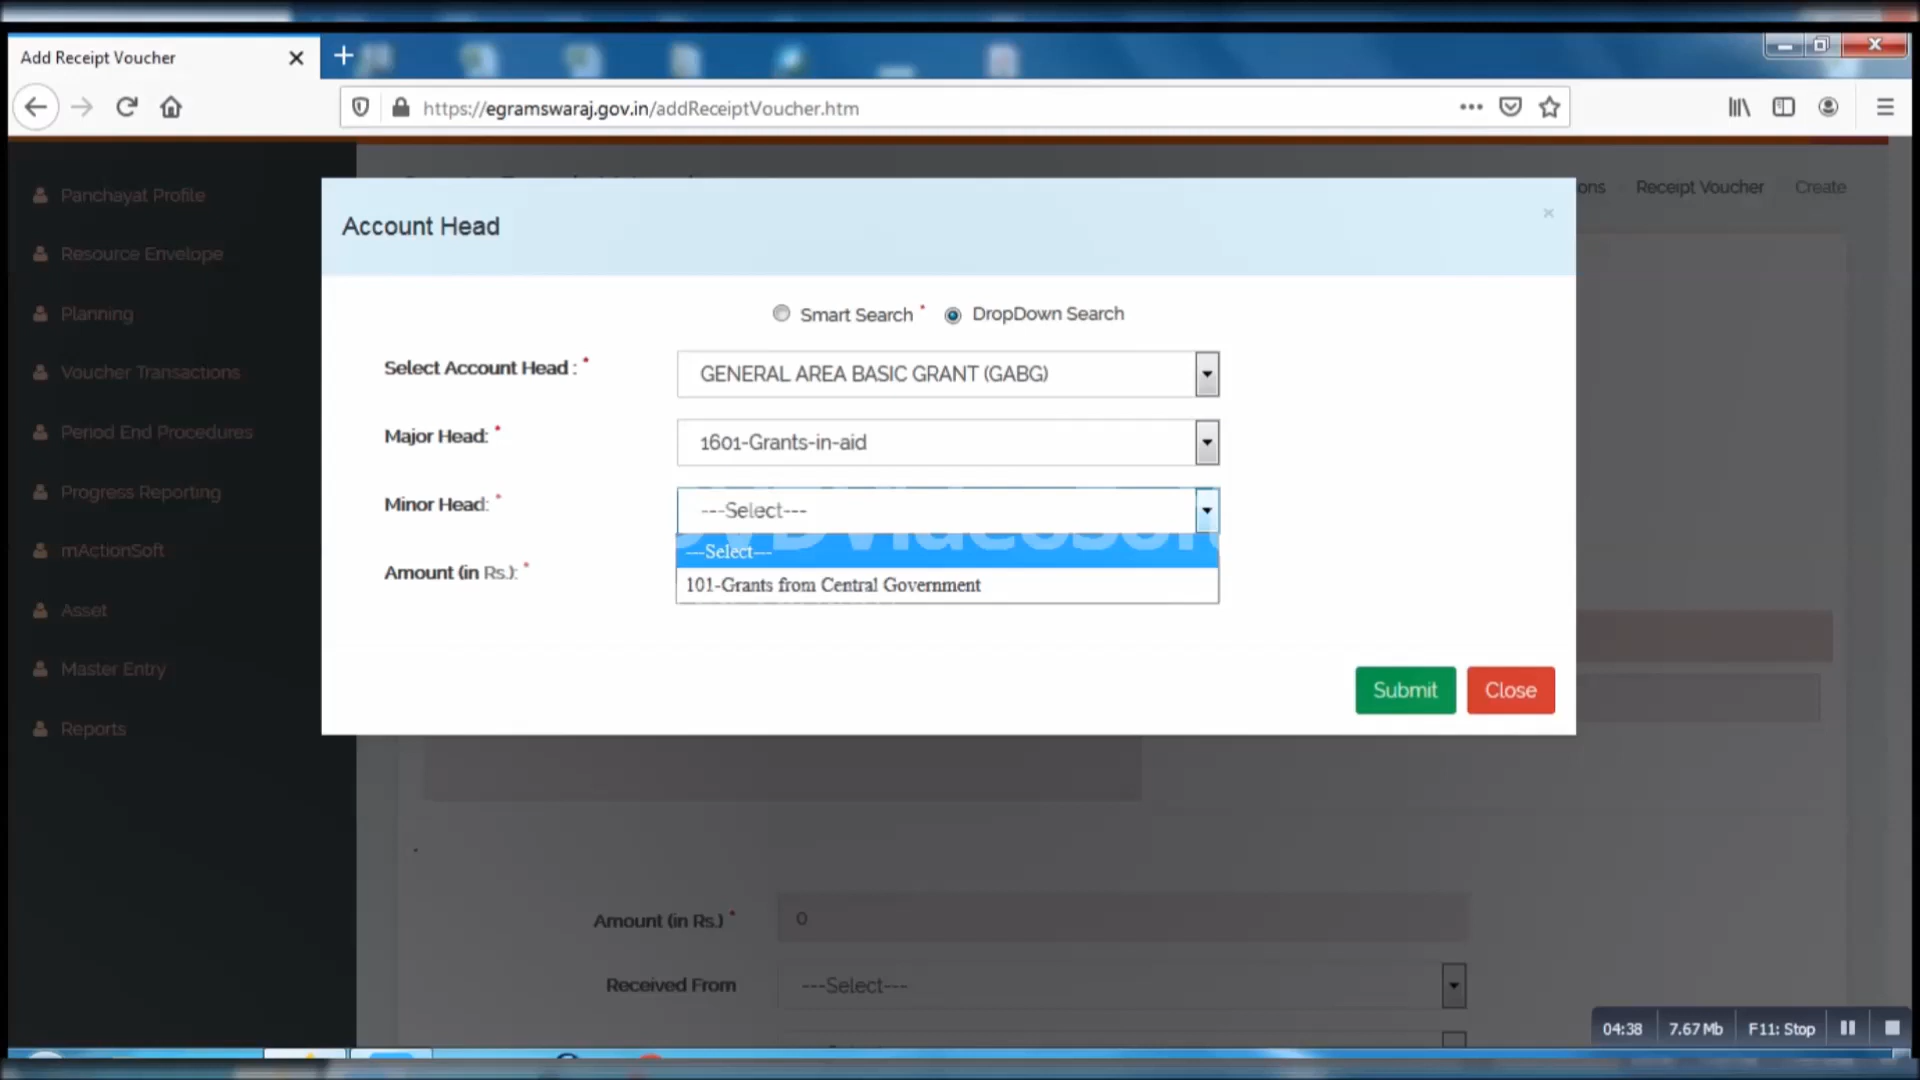 Add Receipt Voucher
https://egramswaraj.gov.in/addReceiptVoucher.htm
Panchayat Profile
Resource Envelope
Planning
Voucher Transactions
Period End Procedures
Progress Reporting
mActionSoft
Asset
Master Entry
Reports
ons Receipt Voucher Create
Account Head
×
Smart Search * DropDown Search
Select Account Head : * GENERAL AREA BASIC GRANT (GABG)
Major Head: * 1601-Grants-in-aid
Minor Head: * ---Select---
DVDVideoSoft
---Select---
101-Grants from Central Government
Amount (in Rs.): *
Submit Close
Amount (in Rs.) * 0
Received From ---Select---
04:38 7.67 Mb F11: Stop